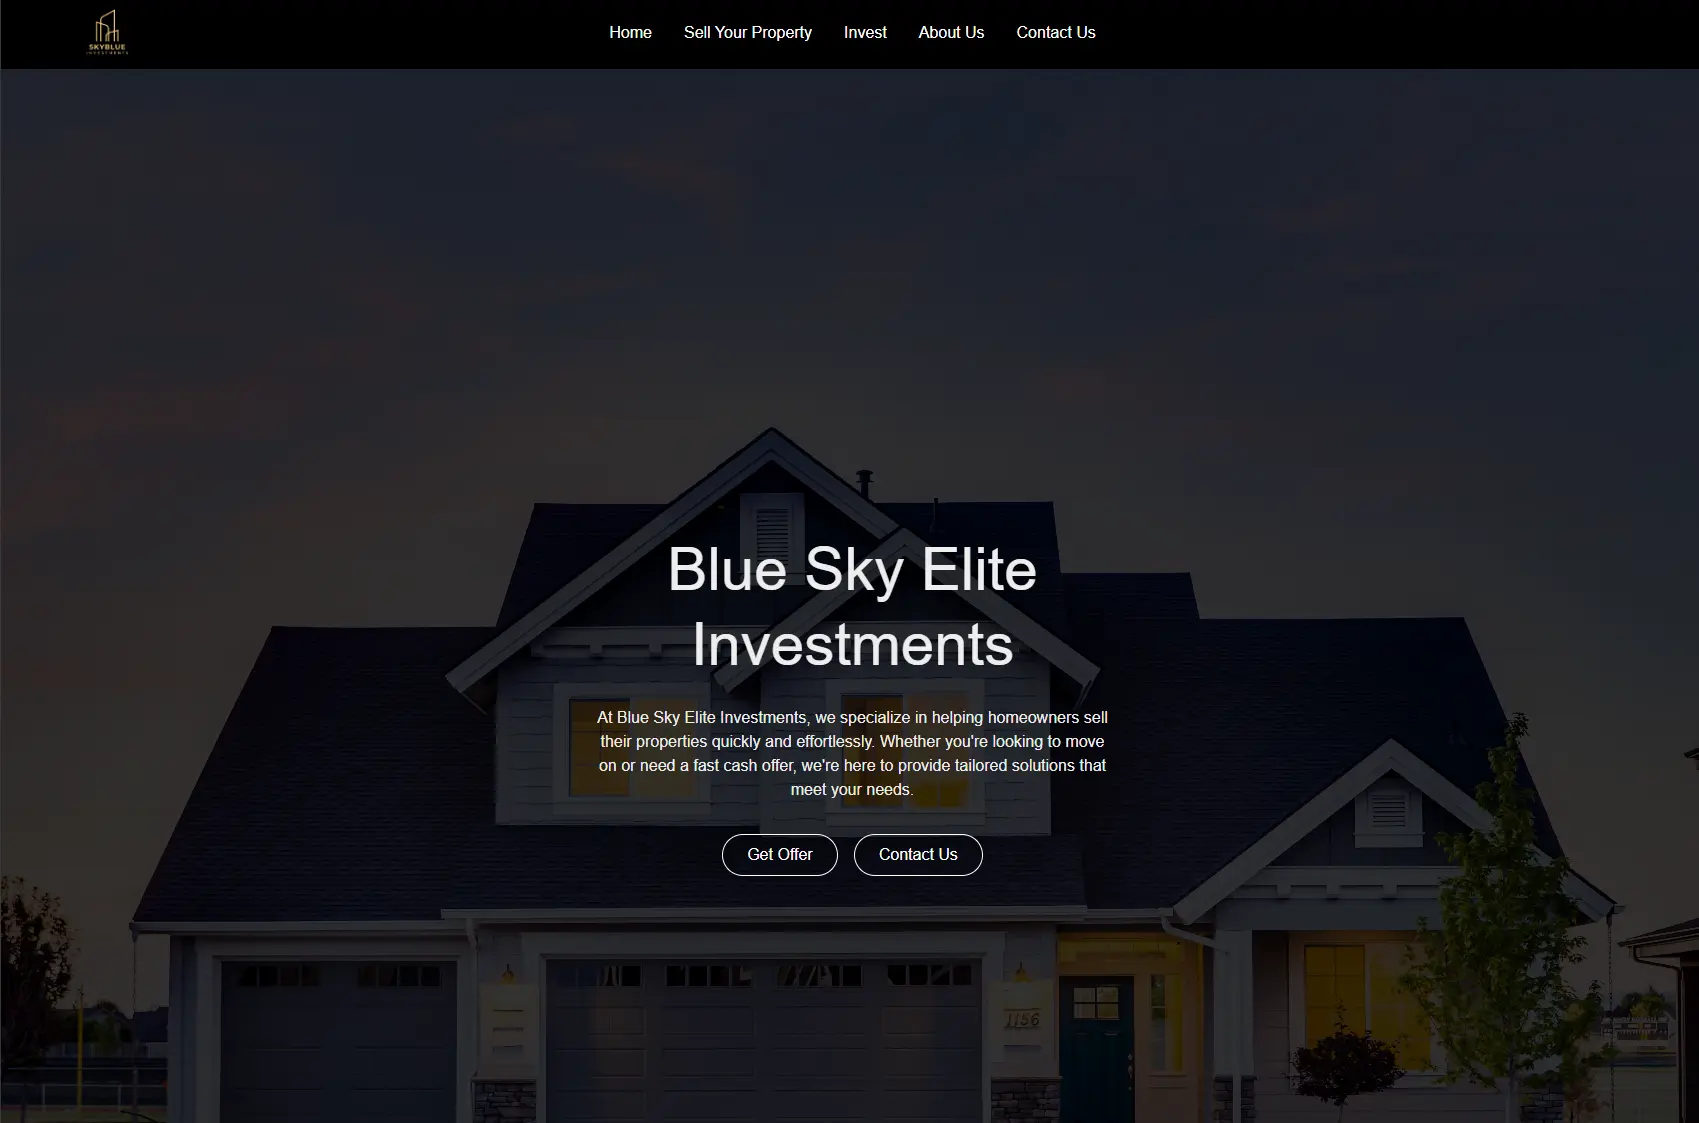 SKYBLUE
INVESTMENTS
Home Sell Your Property Invest About Us Contact Us
Blue Sky Elite
Investments
At Blue Sky Elite Investments, we specialize in helping homeowners sell
their properties quickly and effortlessly. Whether you're looking to move
on or need a fast cash offer, we're here to provide tailored solutions that
meet your needs.
Get Offer Contact Us
1156